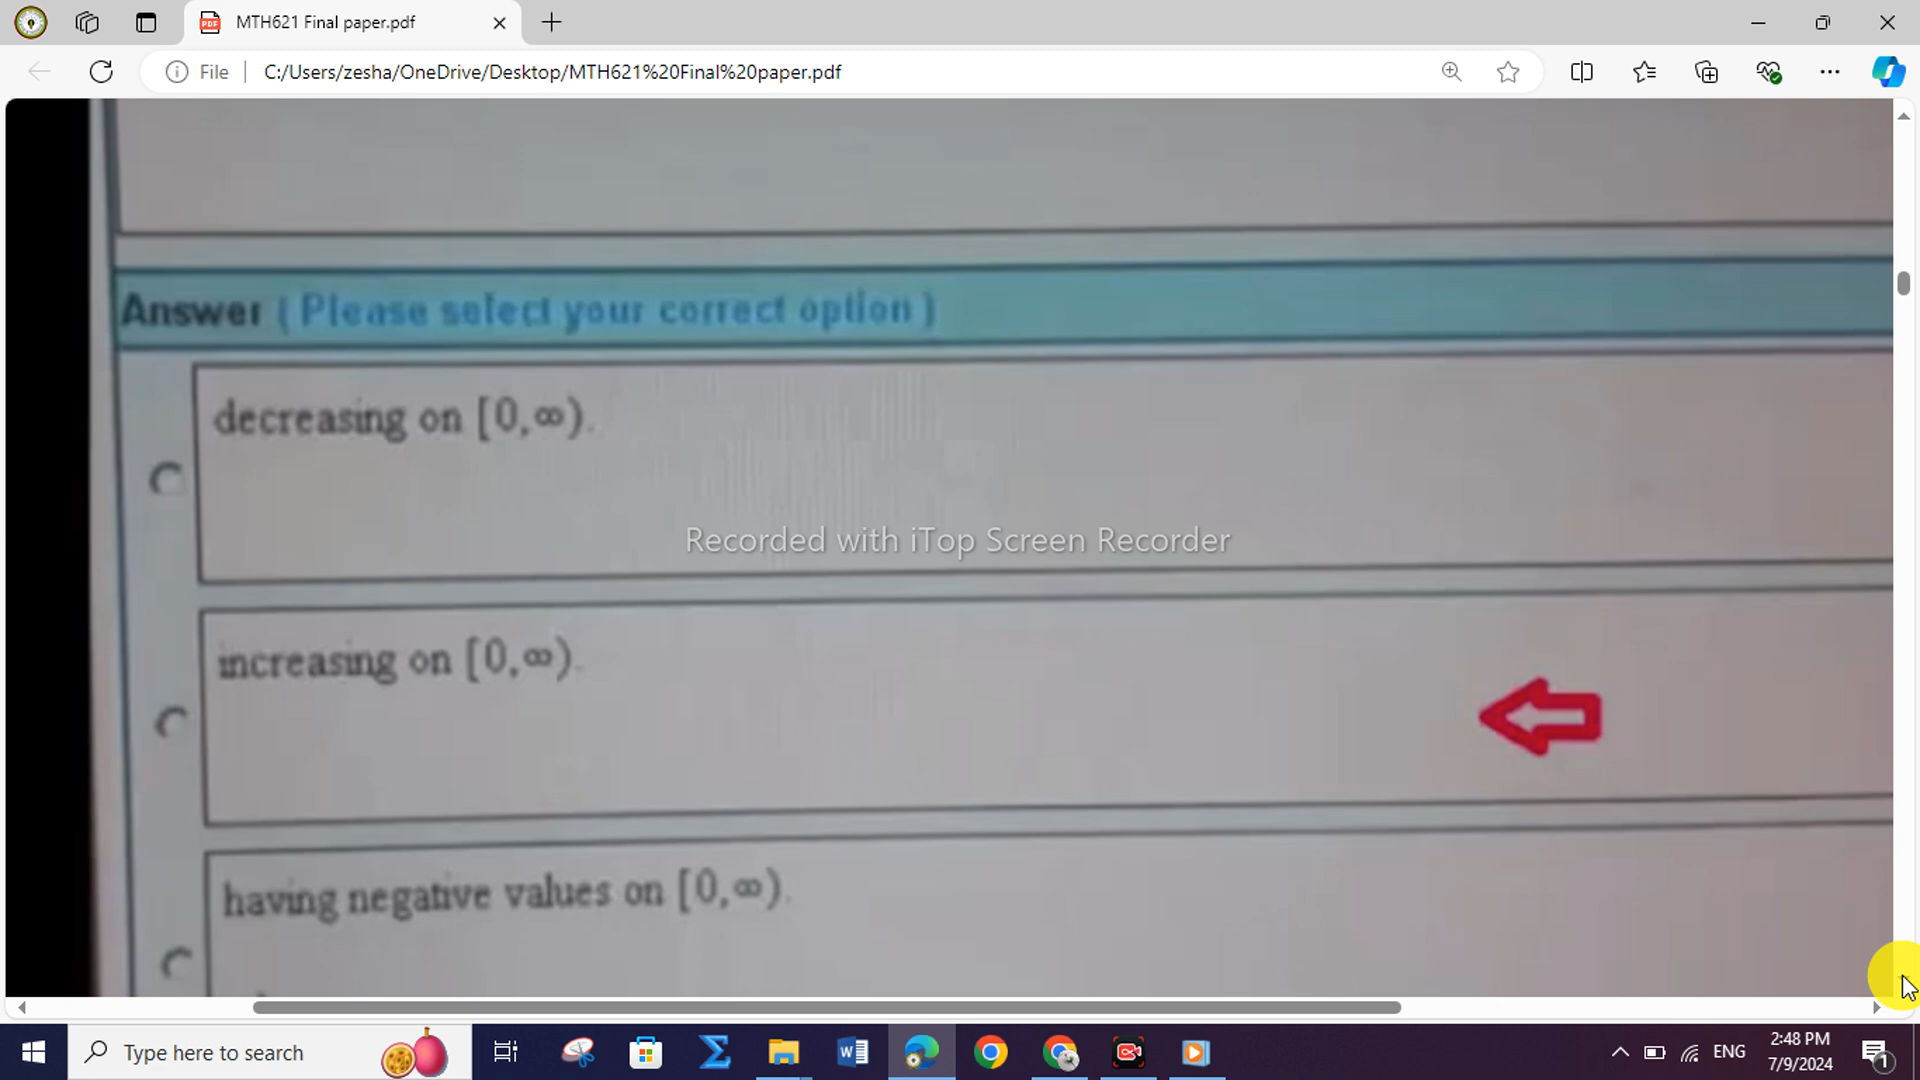 MTH621 Final paper.pdf
File
C:/Users/zesha/OneDrive/Desktop/MTH621%20Final%20paper.pdf
Answer ( Please select your correct option )
decreasing on [0,∞).
Recorded with iTop Screen Recorder
increasing on [0,∞).
having negative values on [0,∞).
Type here to search
ENG
2:48 PM
7/9/2024
1